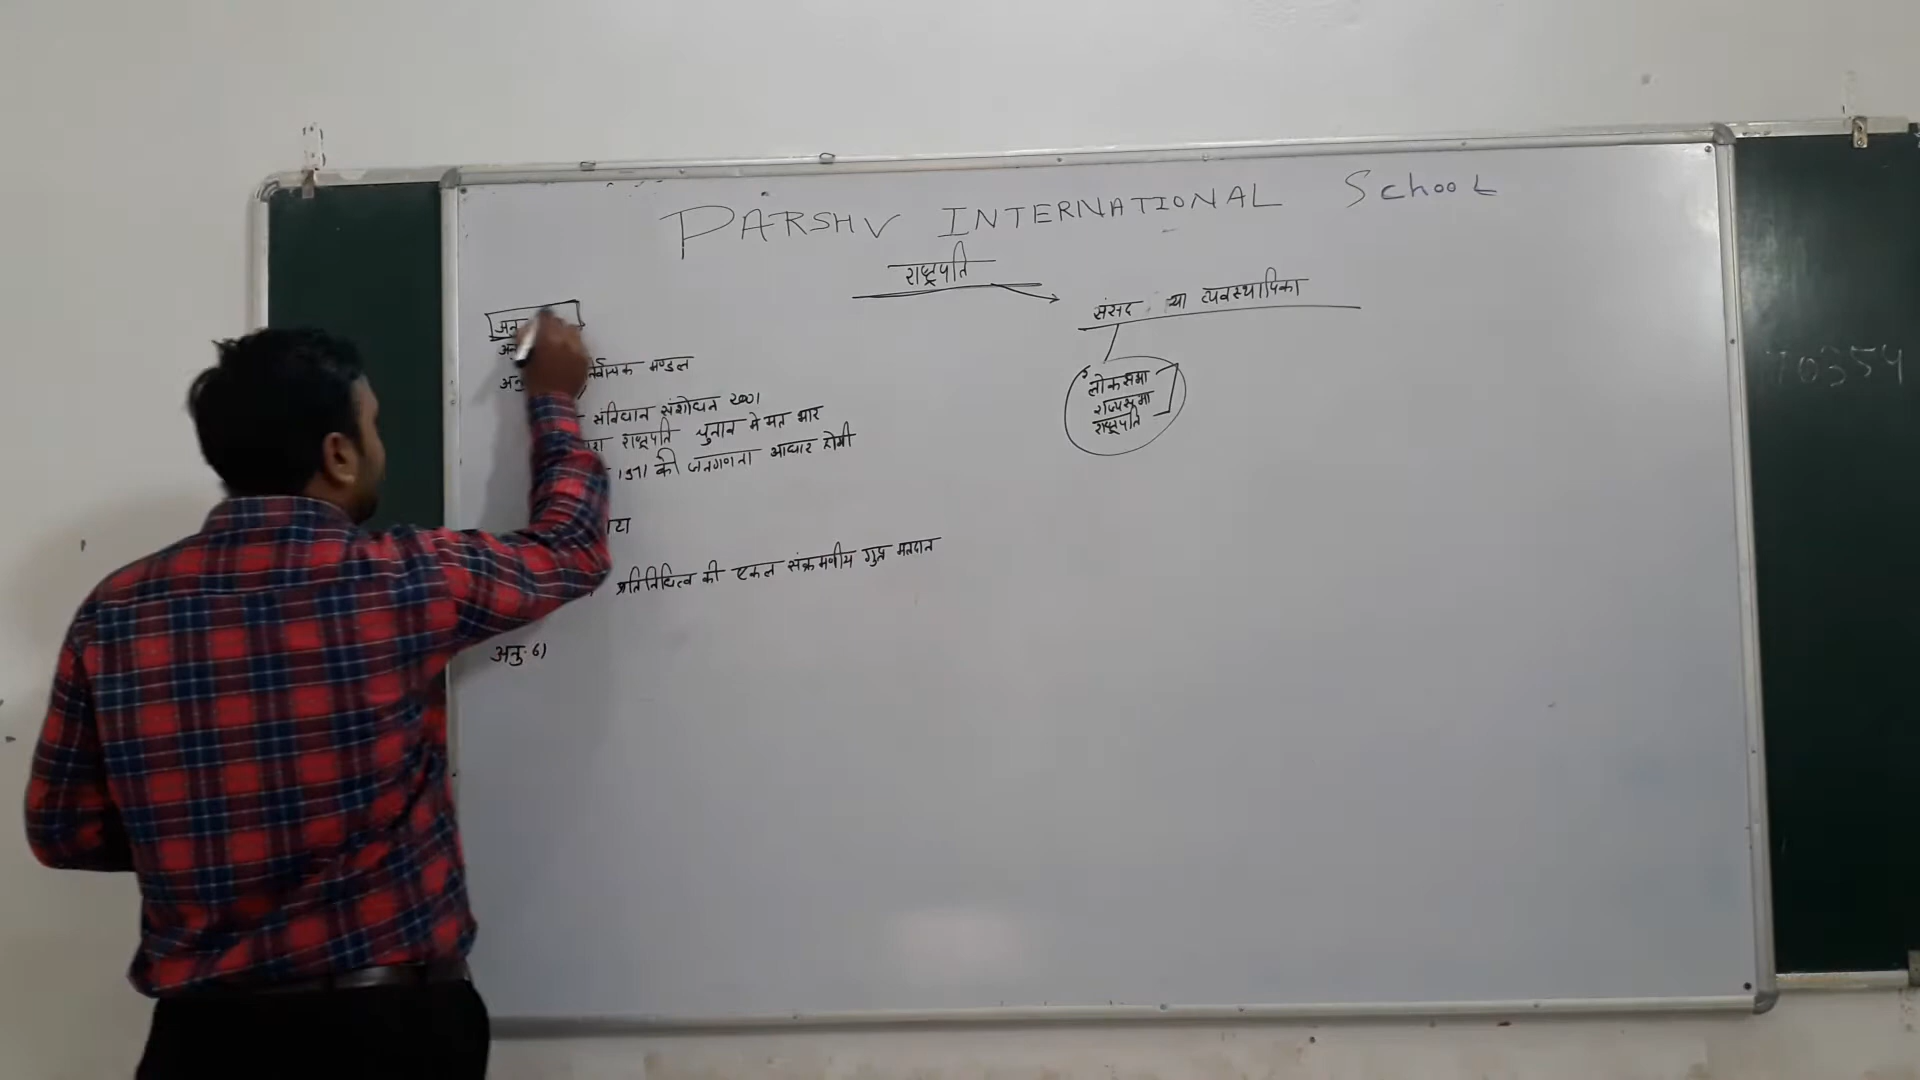 PARSHV INTERNATIONAL SCHOOL
राष्ट्रपति
संसद या व्यवस्थापिका
लोकसभा
राज्यसभा
राष्ट्रपति
मण्डल
संविधान संशोधन 2001
राष्ट्रपति चुनाव मे मत भार
1971 की जनगणना आधार होगी
प्रतिनिधित्व की एकल संक्रमणीय गुप्त मतदान
अनु. 61
70354